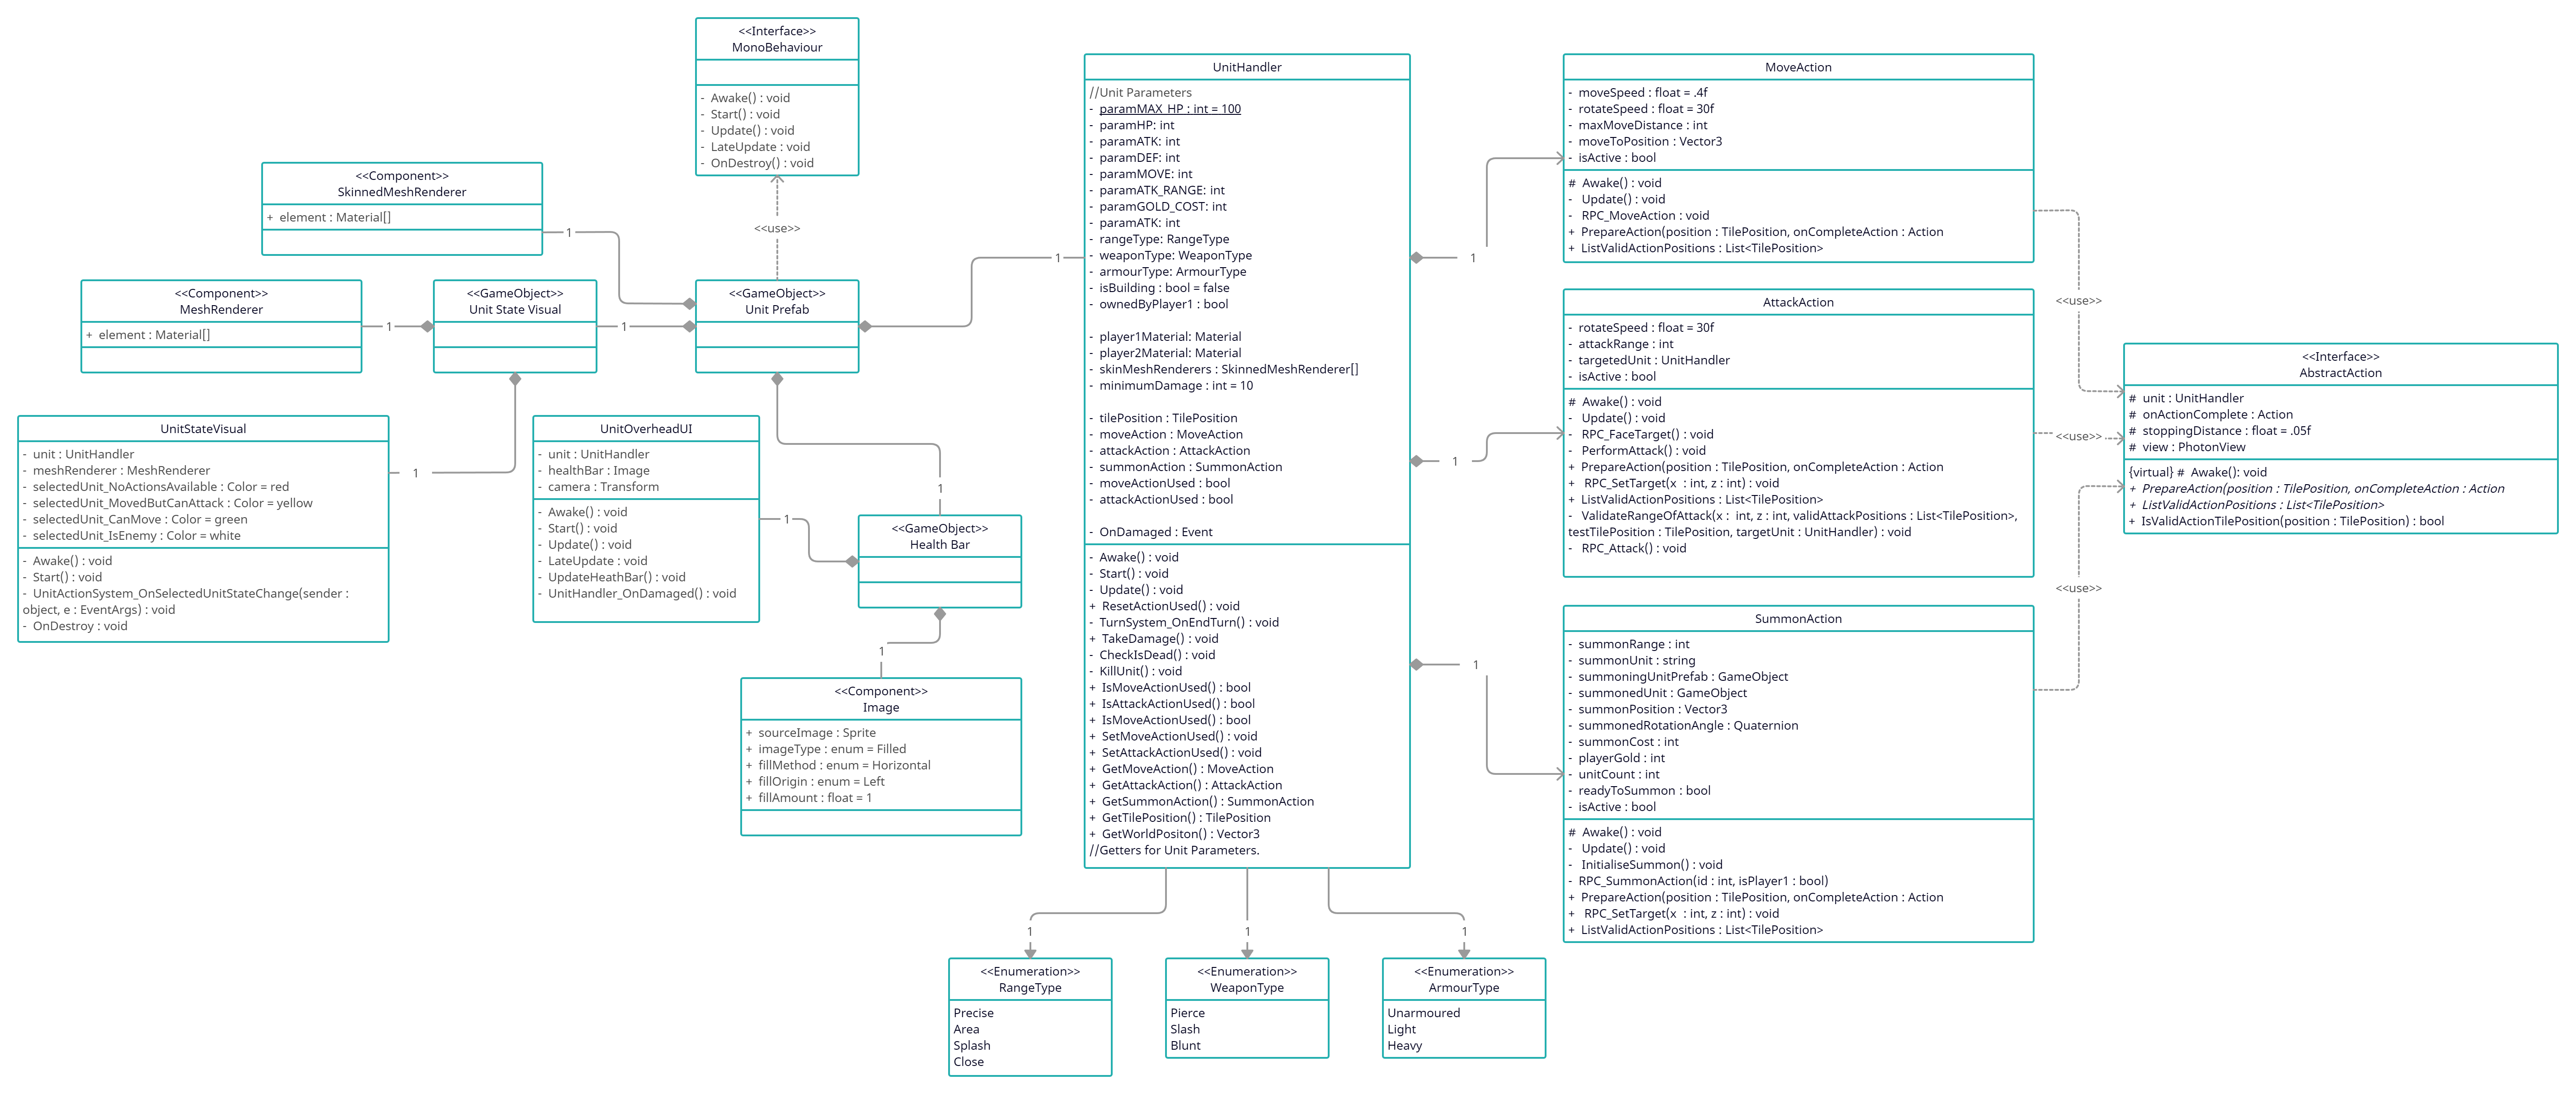 <<Interface>>
MonoBehaviour
- Awake() : void
- Start() : void
- Update() : void
- LateUpdate : void
- OnDestroy() : void
<<use>>
<<Component>>
SkinnedMeshRenderer
+ element : Material[]
1
<<Component>>
MeshRenderer
+ element : Material[]
1
<<GameObject>>
Unit State Visual
1
<<GameObject>>
Unit Prefab
1
UnitStateVisual
- unit : UnitHandler
- meshRenderer : MeshRenderer
- selectedUnit_NoActionsAvailable : Color = red
- selectedUnit_MovedButCanAttack : Color = yellow
- selectedUnit_CanMove : Color = green
- selectedUnit_IsEnemy : Color = white
- Awake() : void
- Start() : void
- UnitActionSystem_OnSelectedUnitStateChange(sender :
object, e : EventArgs) : void
- OnDestroy : void
1
UnitOverheadUI
- unit : UnitHandler
- healthBar : Image
- camera : Transform
- Awake() : void
- Start() : void
- Update() : void
- LateUpdate : void
- UpdateHeathBar() : void
- UnitHandler_OnDamaged() : void
1
1
<<GameObject>>
Health Bar
1
<<Component>>
Image
+ sourceImage : Sprite
+ imageType : enum = Filled
+ fillMethod : enum = Horizontal
+ fillOrigin : enum = Left
+ fillAmount : float = 1
UnitHandler
//Unit Parameters
- paramMAX_HP : int = 100
- paramHP: int
- paramATK: int
- paramDEF: int
- paramMOVE: int
- paramATK_RANGE: int
- paramGOLD_COST: int
- paramATK: int
- rangeType: RangeType
- weaponType: WeaponType
- armourType: ArmourType
- isBuilding : bool = false
- ownedByPlayer1 : bool
- player1Material: Material
- player2Material: Material
- skinMeshRenderers : SkinnedMeshRenderer[]
- minimumDamage : int = 10
- tilePosition : TilePosition
- moveAction : MoveAction
- attackAction : AttackAction
- summonAction : SummonAction
- moveActionUsed : bool
- attackActionUsed : bool
- OnDamaged : Event
- Awake() : void
- Start() : void
- Update() : void
+ ResetActionUsed() : void
- TurnSystem_OnEndTurn() : void
+ TakeDamage() : void
- CheckIsDead() : void
- KillUnit() : void
+ IsMoveActionUsed() : bool
+ IsAttackActionUsed() : bool
+ IsMoveActionUsed() : bool
+ SetMoveActionUsed() : void
+ SetAttackActionUsed() : void
+ GetMoveAction() : MoveAction
+ GetAttackAction() : AttackAction
+ GetSummonAction() : SummonAction
+ GetTilePosition() : TilePosition
+ GetWorldPositon() : Vector3
//Getters for Unit Parameters.
1
1
1
1
1
1
<<Enumeration>>
RangeType
Precise
Area
Splash
Close
<<Enumeration>>
WeaponType
Pierce
Slash
Blunt
<<Enumeration>>
ArmourType
Unarmoured
Light
Heavy
MoveAction
- moveSpeed : float = .4f
- rotateSpeed : float = 30f
- maxMoveDistance : int
- moveToPosition : Vector3
- isActive : bool
# Awake() : void
- Update() : void
- RPC_MoveAction : void
+ PrepareAction(position : TilePosition, onCompleteAction : Action
+ ListValidActionPositions : List<TilePosition>
AttackAction
- rotateSpeed : float = 30f
- attackRange : int
- targetedUnit : UnitHandler
- isActive : bool
# Awake() : void
- Update() : void
- RPC_FaceTarget() : void
- PerformAttack() : void
+ PrepareAction(position : TilePosition, onCompleteAction : Action
+ RPC_SetTarget(x : int, z : int) : void
+ ListValidActionPositions : List<TilePosition>
- ValidateRangeOfAttack(x : int, z : int, validAttackPositions : List<TilePosition>,
testTilePosition : TilePosition, targetUnit : UnitHandler) : void
- RPC_Attack() : void
SummonAction
- summonRange : int
- summonUnit : string
- summoningUnitPrefab : GameObject
- summonedUnit : GameObject
- summonPosition : Vector3
- summonedRotationAngle : Quaternion
- summonCost : int
- playerGold : int
- unitCount : int
- readyToSummon : bool
- isActive : bool
# Awake() : void
- Update() : void
- InitialiseSummon() : void
- RPC_SummonAction(id : int, isPlayer1 : bool)
+ PrepareAction(position : TilePosition, onCompleteAction : Action
+ RPC_SetTarget(x : int, z : int) : void
+ ListValidActionPositions : List<TilePosition>
<<use>>
<<use>>
<<use>>
<<Interface>>
AbstractAction
# unit : UnitHandler
# onActionComplete : Action
# stoppingDistance : float = .05f
# view : PhotonView
{virtual} # Awake(): void
+ PrepareAction(position : TilePosition, onCompleteAction : Action
+ ListValidActionPositions : List<TilePosition>
+ IsValidActionTilePosition(position : TilePosition) : bool